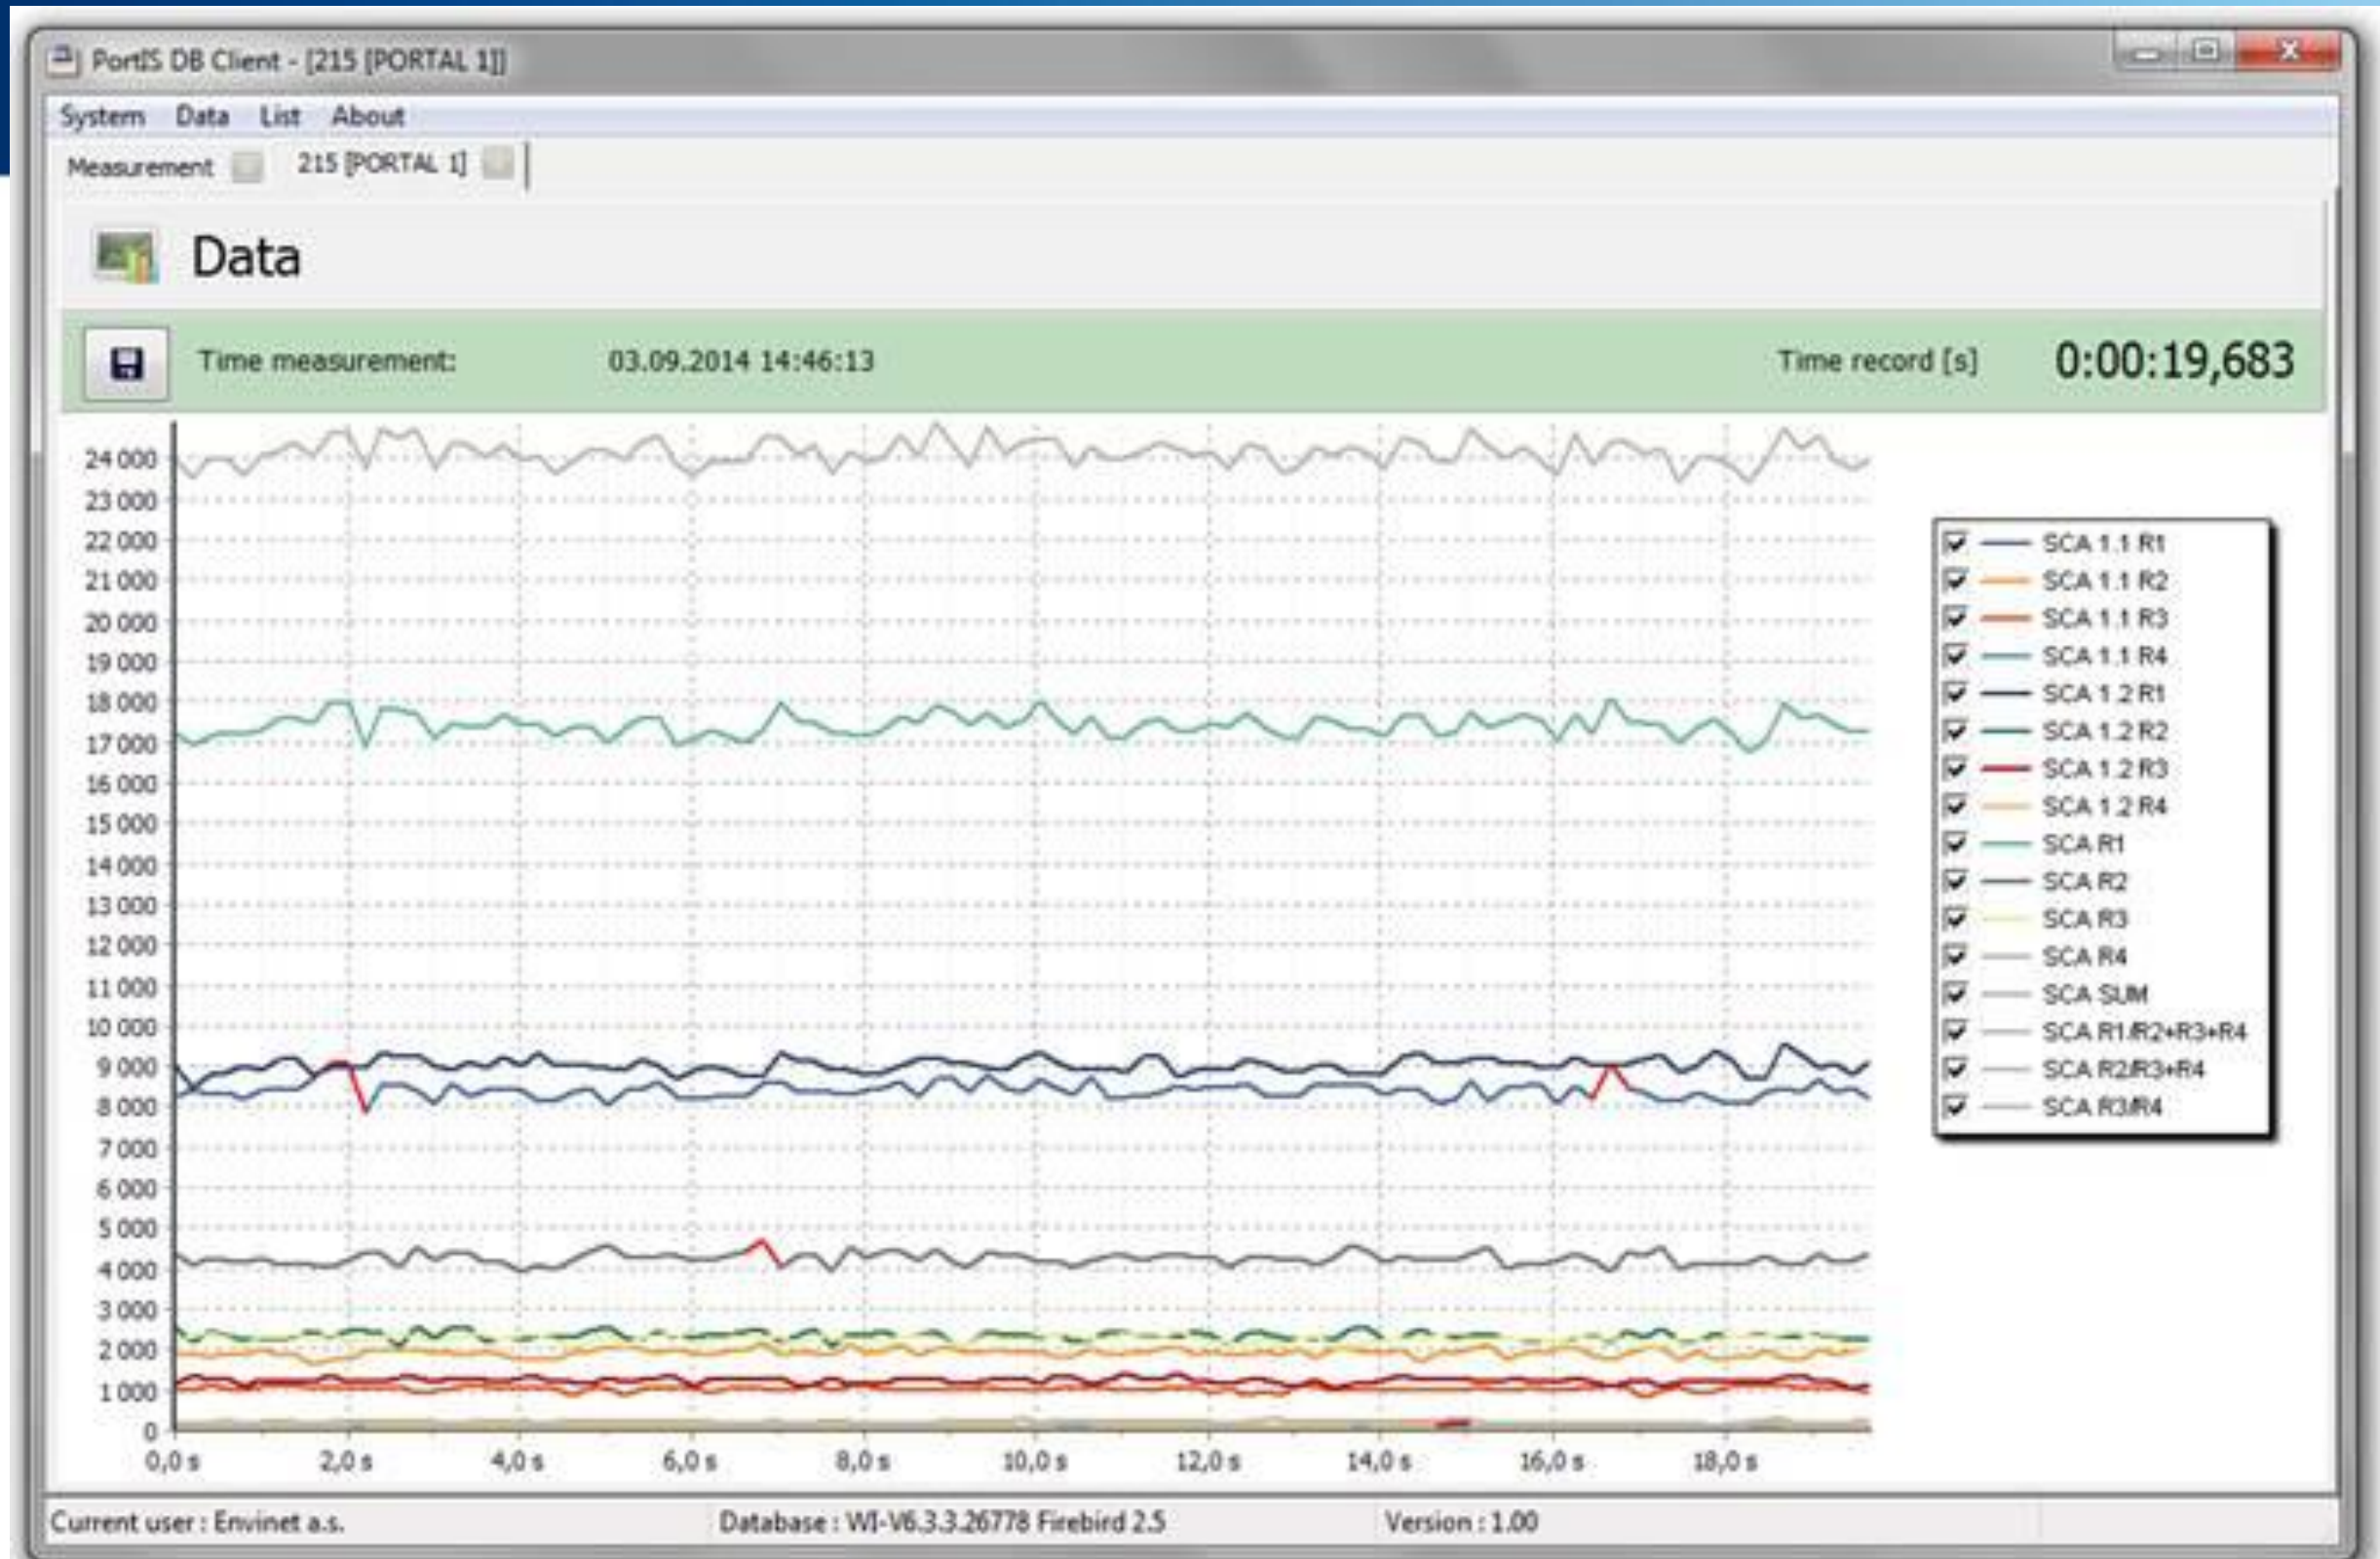 PortIS DB Client - [215 [PORTAL 1]]
System Data List About
Measurement 215 [PORTAL 1]
Data
Time measurement: 03.09.2014 14:46:13 Time record [s] 0:00:19,683
24 000
23 000
22 000
21 000
20 000
19 000
18 000
17 000
16 000
15 000
14 000
13 000
12 000
11 000
10 000
9 000
8 000
7 000
6 000
5 000
4 000
3 000
2 000
1 000
0
0,0 s 2,0 s 4,0 s 6,0 s 8,0 s 10,0 s 12,0 s 14,0 s 16,0 s 18,0 s
SCA 1.1 R1
SCA 1.1 R2
SCA 1.1 R3
SCA 1.1 R4
SCA 1.2 R1
SCA 1.2 R2
SCA 1.2 R3
SCA 1.2 R4
SCA R1
SCA R2
SCA R3
SCA R4
SCA SUM
SCA R1/R2+R3+R4
SCA R2/R3+R4
SCA R3/R4
Current user : Envinet a.s. Database : WI-V6.3.3.26778 Firebird 2.5 Version : 1.00